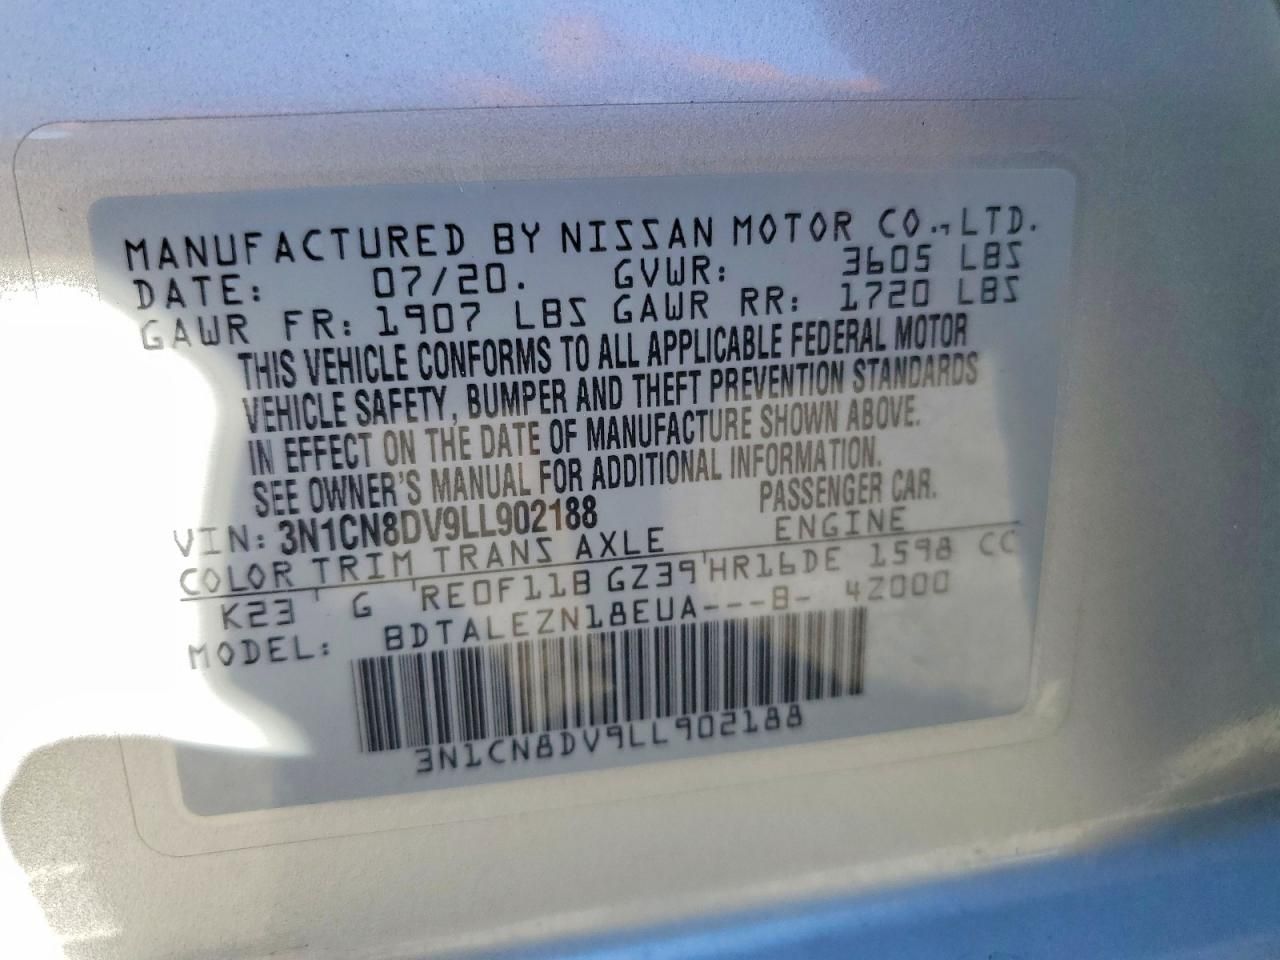 MANUFACTURED BY NISSAN MOTOR CO.,LTD.
DATE: 07/20. GVWR: 3605 LBS
GAWR FR: 1907 LBS GAWR RR: 1720 LBS
THIS VEHICLE CONFORMS TO ALL APPLICABLE FEDERAL MOTOR
VEHICLE SAFETY, BUMPER AND THEFT PREVENTION STANDARDS
IN EFFECT ON THE DATE OF MANUFACTURE SHOWN ABOVE.
SEE OWNER'S MANUAL FOR ADDITIONAL INFORMATION.
VIN: 3N1CN8DV9LL902188 PASSENGER CAR.
COLOR TRIM TRANS AXLE ENGINE
K23 G RE0F11B GZ39 HR16DE 1598 CC
MODEL: BDTALEZN18EUA---B- 4Z000
3N1CN8DV9LL902188